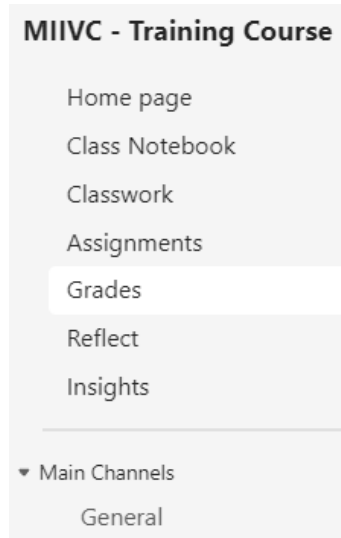 MIIVC - Training Course
Home page
Class Notebook
Classwork
Assignments
Grades
Reflect
Insights
Main Channels
General